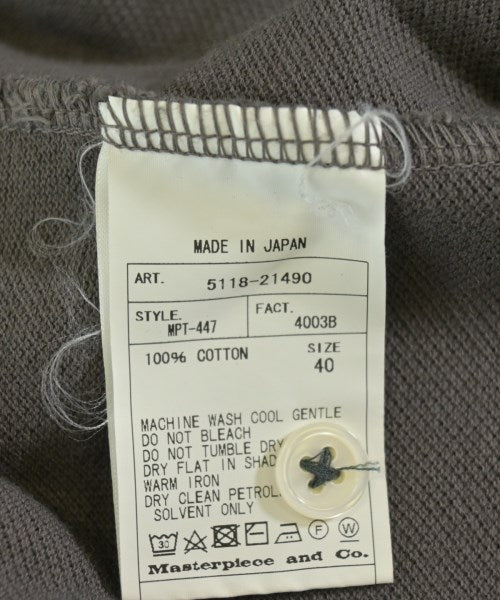 MADE IN JAPAN
ART. 5118-21490
STYLE. FACT.
MPT-447 4003B
100% COTTON SIZE
40
MACHINE WASH COOL GENTLE
DO NOT BLEACH
DO NOT TUMBLE DRY
DRY FLAT IN SHAD
WARM IRON
DRY CLEAN PETROL
SOLVENT ONLY
30 F W
Masterpiece and Co.